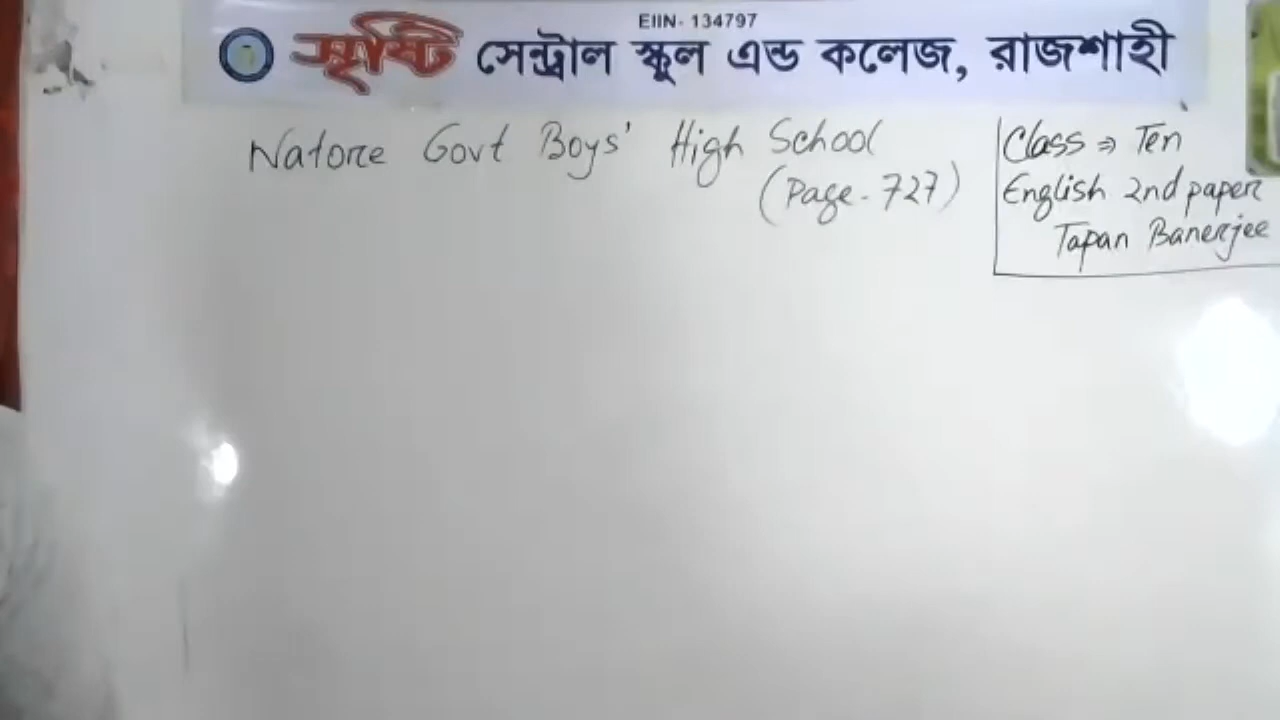 EIIN- 134797
সৃষ্টি সেন্ট্রাল স্কুল এন্ড কলেজ, রাজশাহী
Natore Govt Boys' High School
(Page - 727)
Class ⇒ Ten
English 2nd paper
Tapan Banerjee